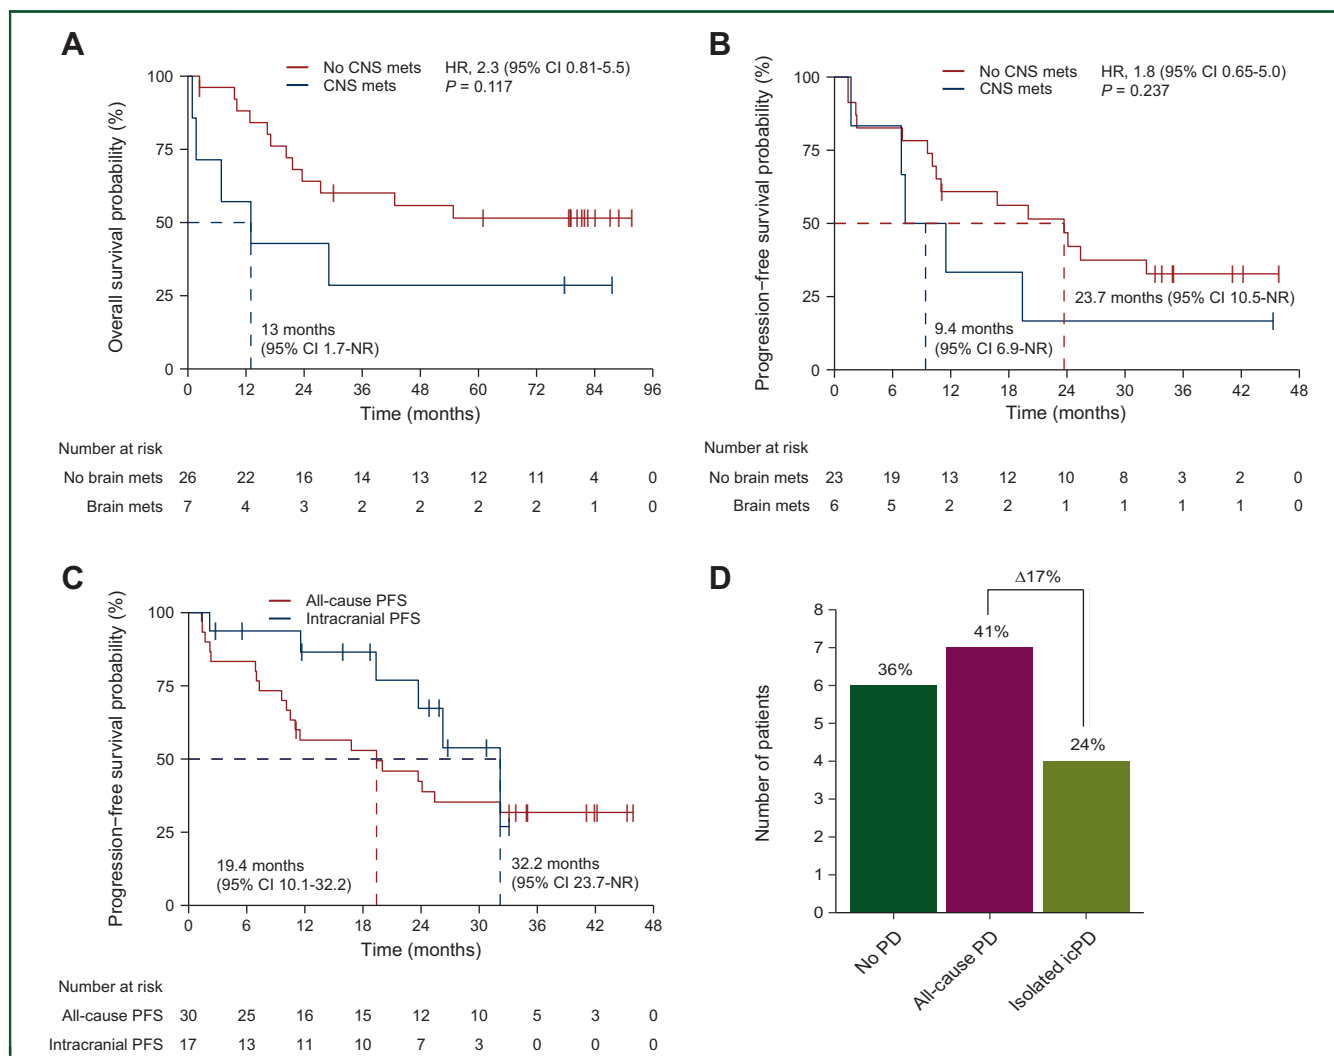 A
No CNS mets HR, 2.3 (95% CI 0.81-5.5)
CNS mets P = 0.117
Overall survival probability (%)
100
75
50
25
0
13 months
(95% CI 1.7-NR)
0 12 24 36 48 60 72 84 96
Time (months)
Number at risk
No brain mets 26 22 16 14 13 12 11 4 0
Brain mets 7 4 3 2 2 2 2 1 0
B
No CNS mets HR, 1.8 (95% CI 0.65-5.0)
CNS mets P = 0.237
Progression−free survival probability (%)
100
75
50
25
0
23.7 months (95% CI 10.5-NR)
9.4 months
(95% CI 6.9-NR)
0 6 12 18 24 30 36 42 48
Time (months)
Number at risk
No brain mets 23 19 13 12 10 8 3 2 0
Brain mets 6 5 2 2 1 1 1 1 0
C
All-cause PFS
Intracranial PFS
Progression−free survival probability (%)
100
75
50
25
0
19.4 months
(95% CI 10.1-32.2)
32.2 months
(95% CI 23.7-NR)
0 6 12 18 24 30 36 42 48
Time (months)
Number at risk
All-cause PFS 30 25 16 15 12 10 5 3 0
Intracranial PFS 17 13 11 10 7 3 0 0 0
D
Δ17%
Number of patients
8
7
6
5
4
3
2
1
0
36%
41%
24%
No PD
All-cause PD
Isolated icPD